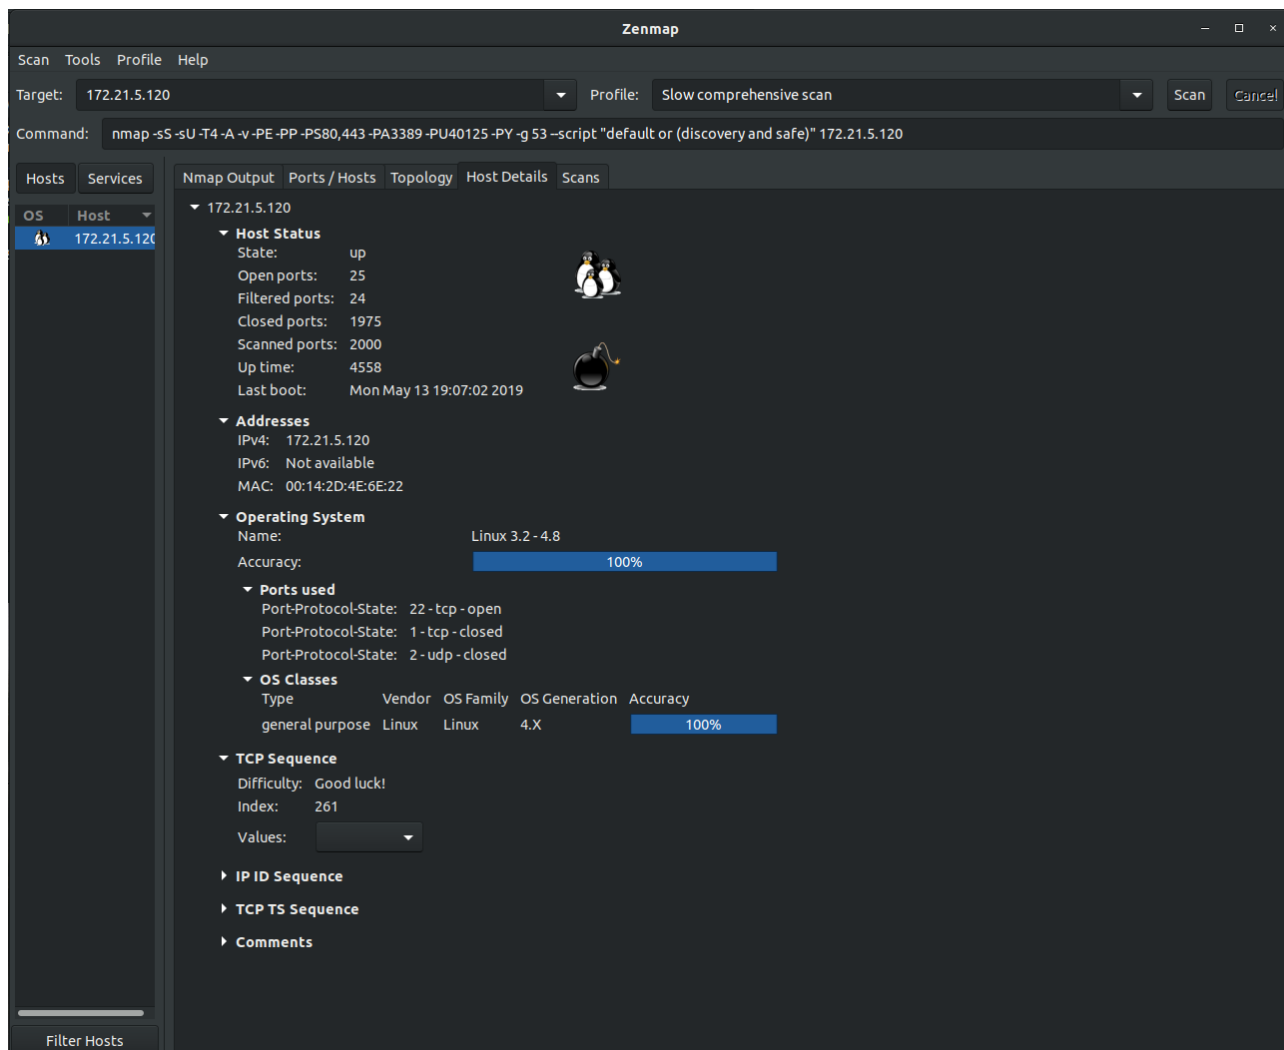 Zenmap
Scan Tools Profile Help
Target: 172.21.5.120 Profile: Slow comprehensive scan Scan Cancel
Command: nmap -sS -sU -T4 -A -v -PE -PP -PS80,443 -PA3389 -PU40125 -PY -g 53 --script "default or (discovery and safe)" 172.21.5.120
Hosts Services
Nmap Output Ports / Hosts Topology Host Details Scans
OS Host
172.21.5.120
172.21.5.120
Host Status
State: up
Open ports: 25
Filtered ports: 24
Closed ports: 1975
Scanned ports: 2000
Up time: 4558
Last boot: Mon May 13 19:07:02 2019
Addresses
IPv4: 172.21.5.120
IPv6: Not available
MAC: 00:14:2D:4E:6E:22
Operating System
Name: Linux 3.2 - 4.8
Accuracy: 100%
Ports used
Port-Protocol-State: 22 - tcp - open
Port-Protocol-State: 1 - tcp - closed
Port-Protocol-State: 2 - udp - closed
OS Classes
Type Vendor OS Family OS Generation Accuracy
general purpose Linux Linux 4.X 100%
TCP Sequence
Difficulty: Good luck!
Index: 261
Values:
IP ID Sequence
TCP TS Sequence
Comments
Filter Hosts